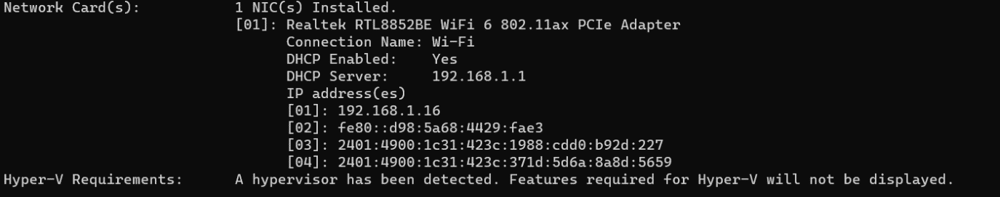 Network Card(s):           1 NIC(s) Installed.
                           [01]: Realtek RTL8852BE WiFi 6 802.11ax PCIe Adapter
                                 Connection Name: Wi-Fi
                                 DHCP Enabled:    Yes
                                 DHCP Server:     192.168.1.1
                                 IP address(es)
                                 [01]: 192.168.1.16
                                 [02]: fe80::d98:5a68:4429:fae3
                                 [03]: 2401:4900:1c31:423c:1988:cdd0:b92d:227
                                 [04]: 2401:4900:1c31:423c:371d:5d6a:8a8d:5659
Hyper-V Requirements:      A hypervisor has been detected. Features required for Hyper-V will not be displayed.